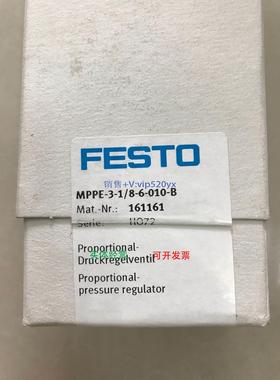 FESTO
销售+V:vip520yx
MPPE-3-1/8-6-010-B
Mat.-Nr.: 161161
Serie: H072
Proportional-
Druckregelventil
可开发票
Proportional-
pressure regulator